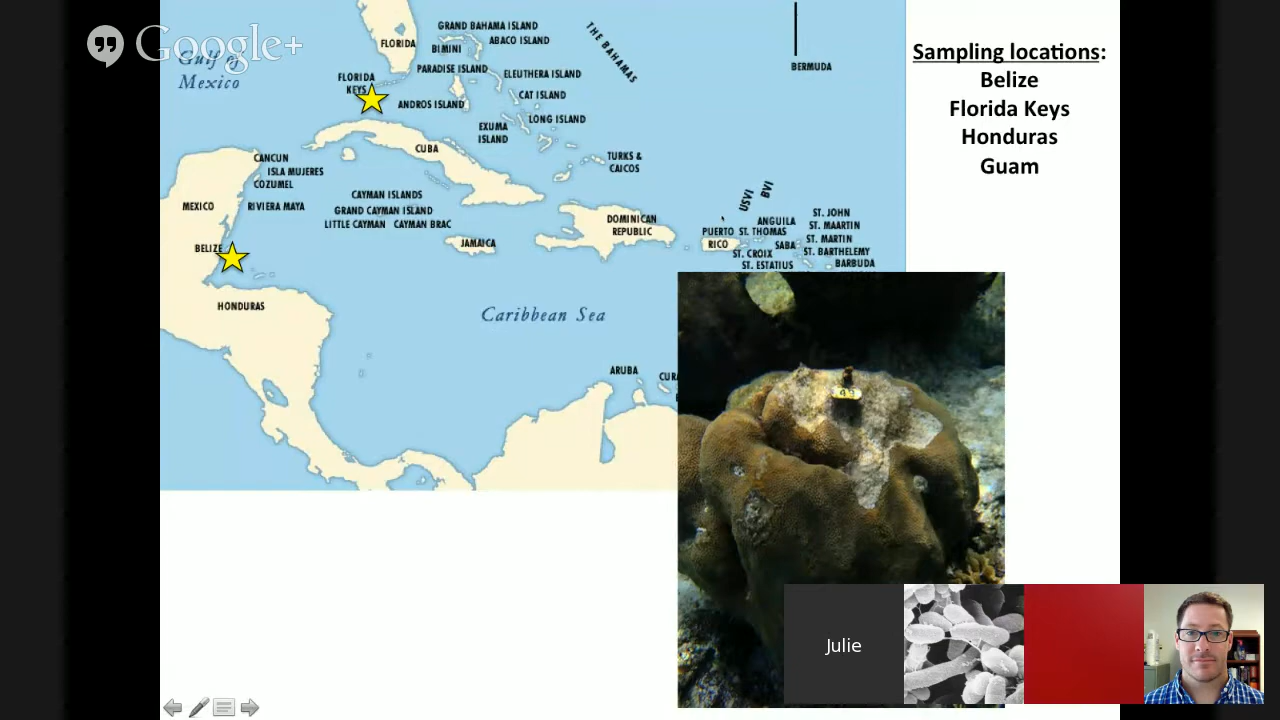 Google+
Gulf of
Mexico
FLORIDA
GRAND BAHAMA ISLAND
ABACO ISLAND
BIMINI
THE BAHAMAS
BERMUDA
PARADISE ISLAND
ELEUTHERA ISLAND
FLORIDA
KEYS
CAT ISLAND
ANDROS ISLAND
LONG ISLAND
EXUMA
ISLAND
CUBA
TURKS &
CAICOS
CANCUN
ISLA MUJERES
COZUMEL
MEXICO
RIVIERA MAYA
CAYMAN ISLANDS
GRAND CAYMAN ISLAND
LITTLE CAYMAN CAYMAN BRAC
JAMAICA
DOMINICAN
REPUBLIC
USVI
BVI
PUERTO
RICO
ANGUILA
ST. THOMAS
SABA
ST. CROIX
ST. ESTATIUS
ST. JOHN
ST. MAARTIN
ST. MARTIN
ST. BARTHELEMY
BARBUDA
BELIZE
HONDURAS
Caribbean Sea
ARUBA
CUR
Sampling locations:
Belize
Florida Keys
Honduras
Guam
Julie